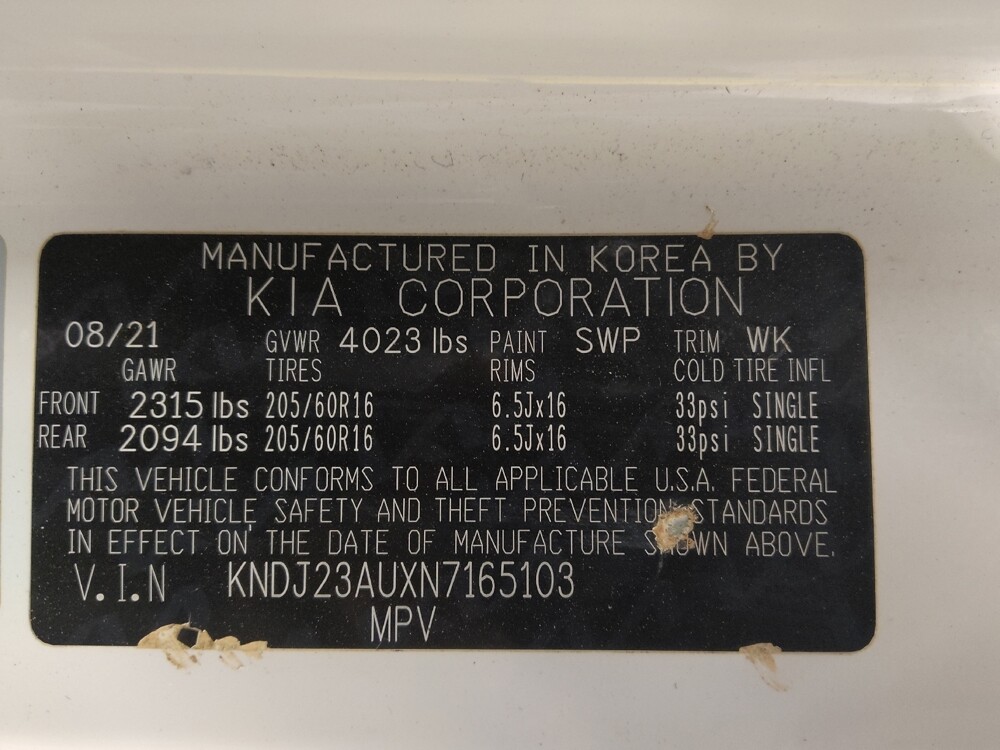 MANUFACTURED IN KOREA BY
KIA CORPORATION
08/21 GVWR 4023 lbs PAINT SWP TRIM WK
GAWR TIRES RIMS COLD TIRE INFL
FRONT 2315 lbs 205/60R16 6.5Jx16 33psi SINGLE
REAR 2094 lbs 205/60R16 6.5Jx16 33psi SINGLE
THIS VEHICLE CONFORMS TO ALL APPLICABLE U.S.A. FEDERAL
MOTOR VEHICLE SAFETY AND THEFT PREVENTION STANDARDS
IN EFFECT ON THE DATE OF MANUFACTURE SHOWN ABOVE.
V.I.N KNDJ23AUXN7165103
MPV